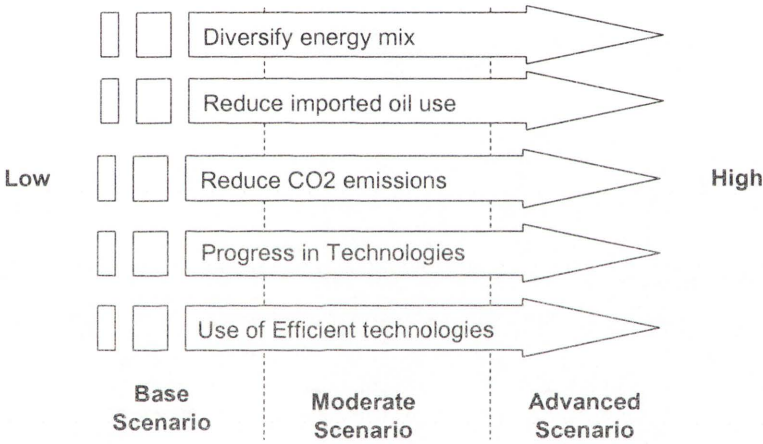 Diversify energy mix
Reduce imported oil use
Low
Reduce CO2 emissions
High
Progress in Technologies
Use of Efficient technologies
Base
Scenario
Moderate
Scenario
Advanced
Scenario